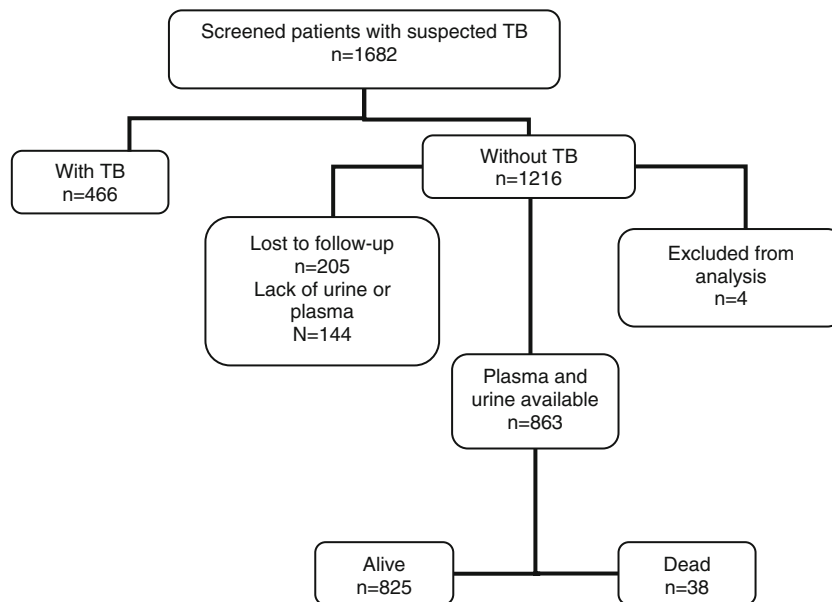 Screened patients with suspected TB
n=1682
With TB
n=466
Without TB
n=1216
Lost to follow-up
n=205
Lack of urine or
plasma
N=144
Excluded from
analysis
n=4
Plasma and
urine available
n=863
Alive
n=825
Dead
n=38